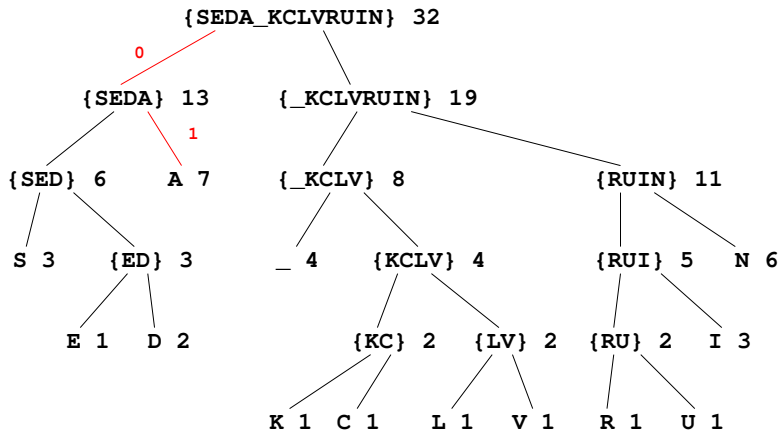 {SEDA_KCLVRUIN} 32
0
{SEDA} 13 {_KCLVRUIN} 19
1
{SED} 6 A 7 {_KCLV} 8 {RUIN} 11
S 3 {ED} 3 _ 4 {KCLV} 4 {RUI} 5 N 6
E 1 D 2 {KC} 2 {LV} 2 {RU} 2 I 3
K 1 C 1 L 1 V 1 R 1 U 1